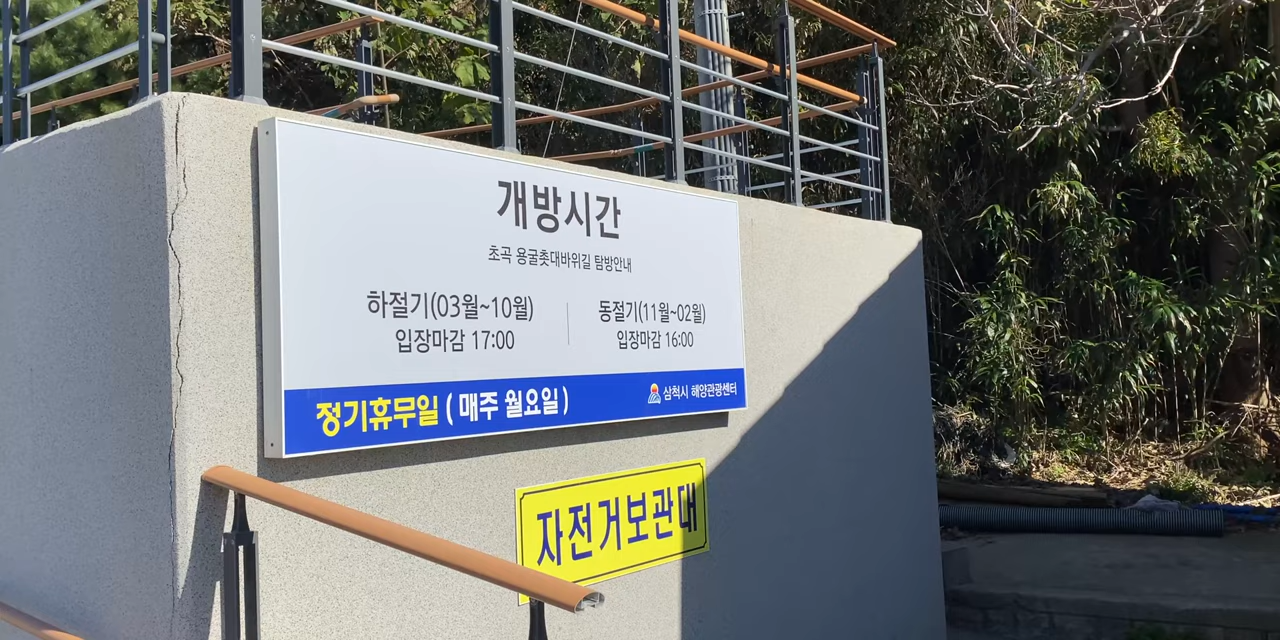 개방시간
초곡 용굴촛대바위길 탐방안내
하절기(03월~10월)
입장마감 17:00
동절기(11월~02월)
입장마감 16:00
정기휴무일 ( 매주 월요일 )
삼척시 해양관광센터
자전거보관대